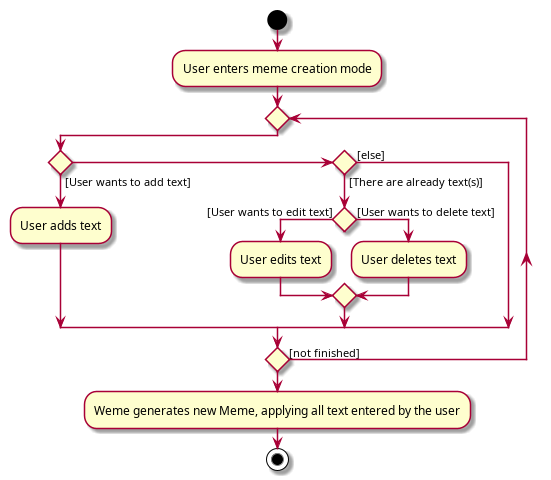 User enters meme creation mode
[else]
[User wants to add text]
[There are already text(s)]
[User wants to edit text]
[User wants to delete text]
User adds text
User edits text
User deletes text
[not finished]
Weme generates new Meme, applying all text entered by the user